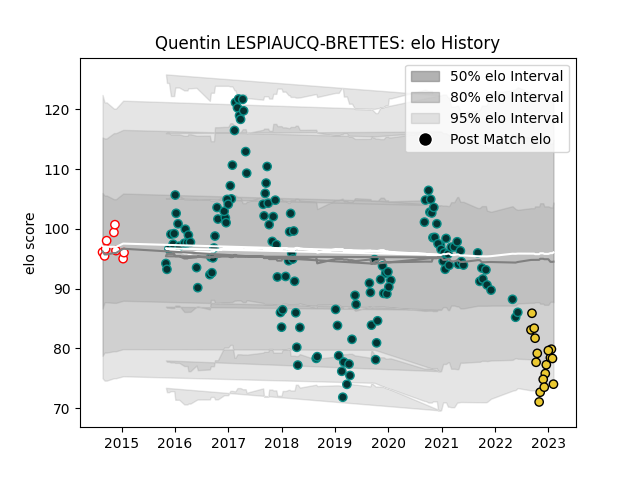 Quentin LESPIAUCQ-BRETTES: elo History
50% elo Interval
80% elo Interval
95% elo Interval
Post Match elo
elo score
120
110
100
90
80
70
2015 2016 2017 2018 2019 2020 2021 2022 2023